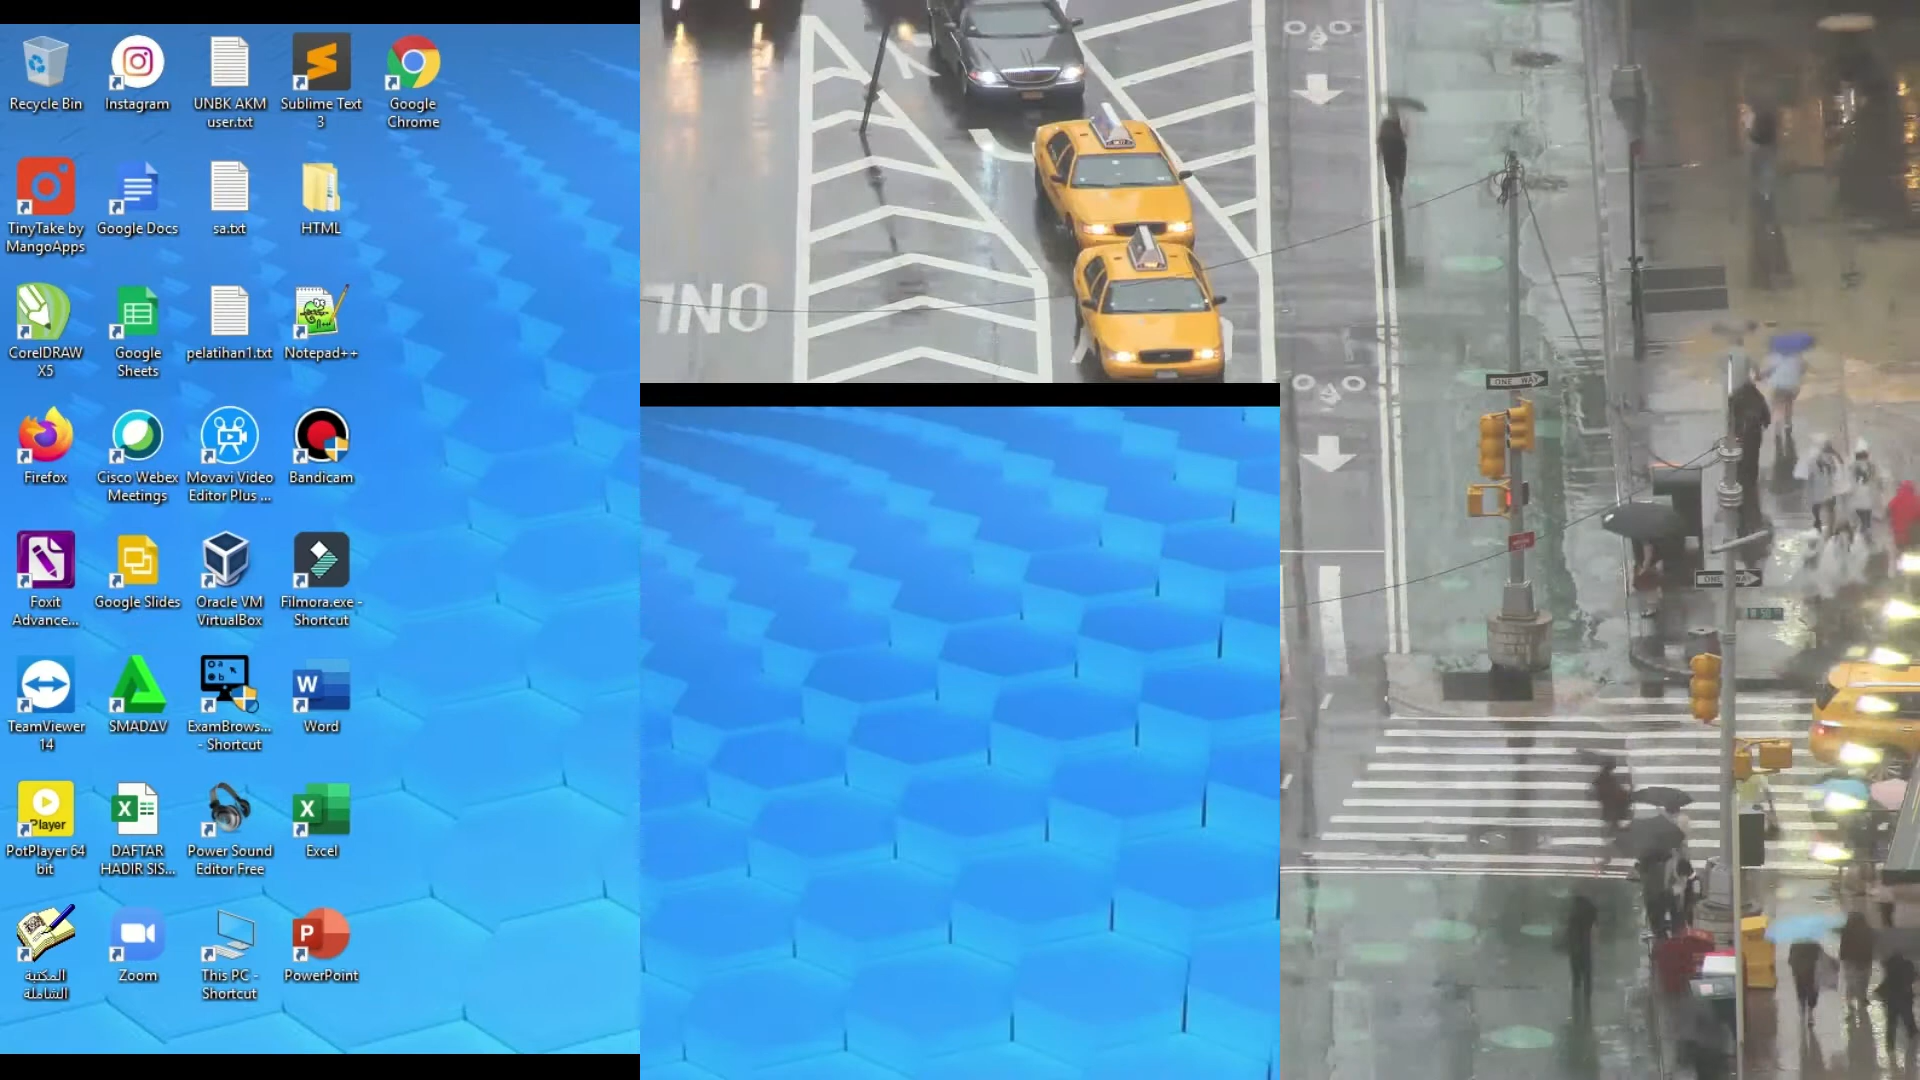 Recycle Bin
Instagram
UNBK AKM
user.txt
Sublime Text
3
Google
Chrome
TinyTake by
MangoApps
Google Docs
sa.txt
HTML
CorelDRAW
X5
Google
Sheets
pelatihan1.txt
Notepad++
Firefox
Cisco Webex
Meetings
Movavi Video
Editor Plus ...
Bandicam
Foxit
Advance...
Google Slides
Oracle VM
VirtualBox
Filmora.exe -
Shortcut
TeamViewer
14
SMADΔV
ExamBrows...
- Shortcut
Word
Player
PotPlayer 64
bit
DAFTAR
HADIR SIS...
Power Sound
Editor Free
Excel
المكتبة
الشاملة
Zoom
This PC -
Shortcut
PowerPoint
ONL
ONE WAY
ONE WAY